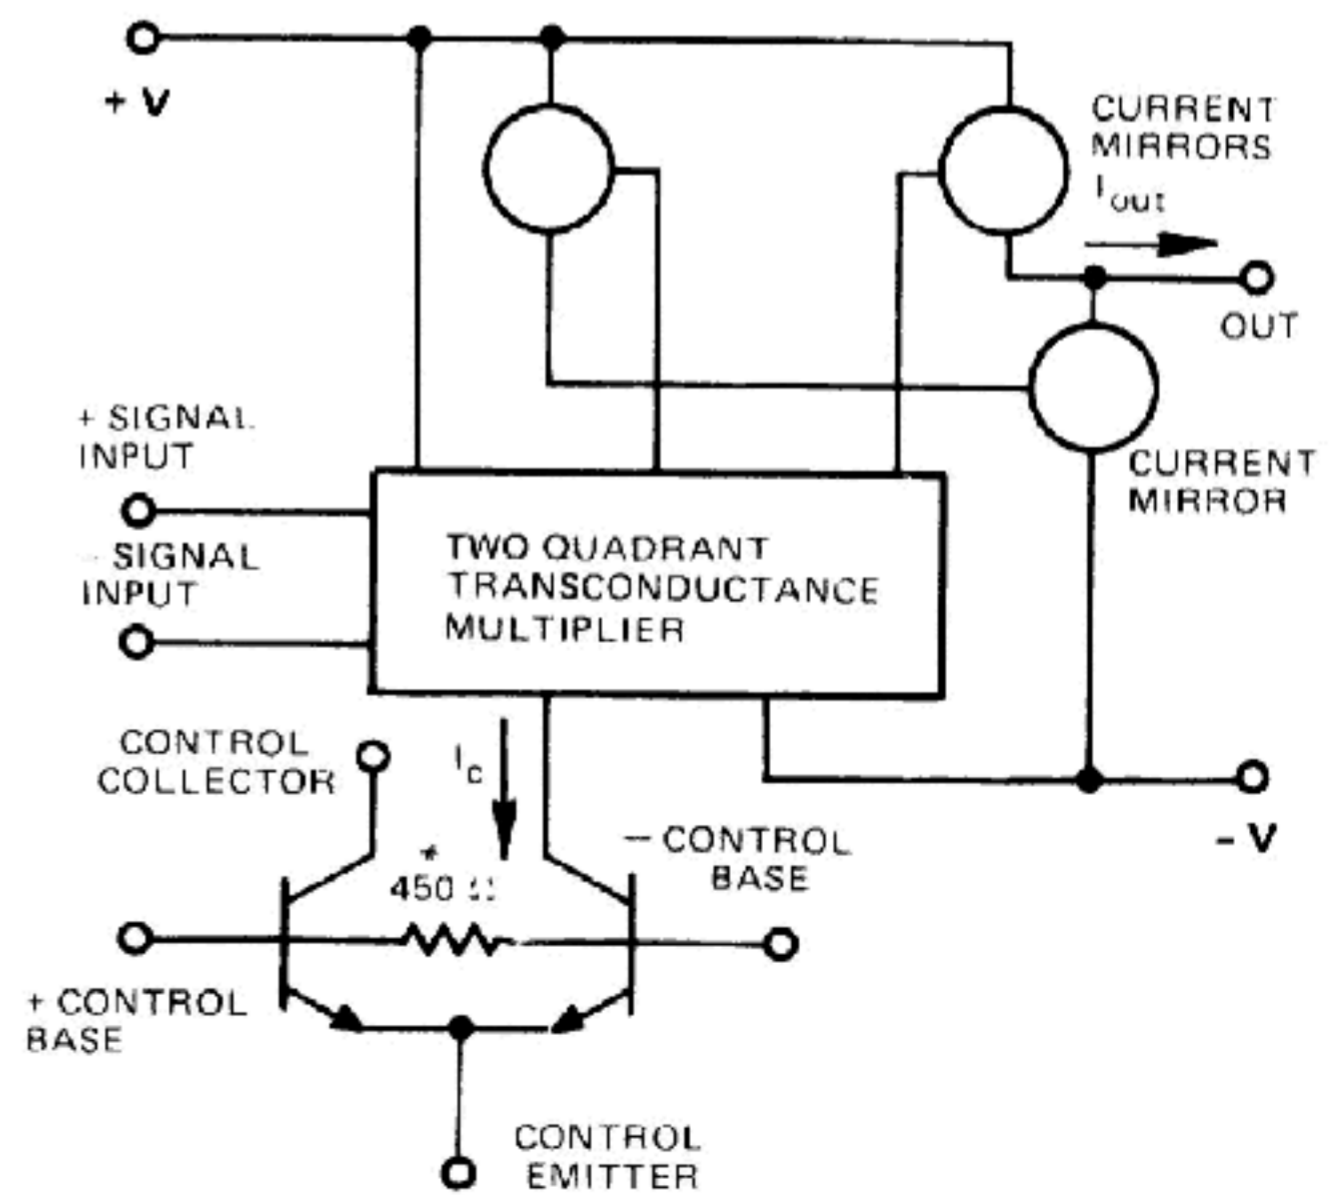 + V
CURRENT
MIRRORS
I out
OUT
+ SIGNAL
INPUT
- SIGNAL
INPUT
CURRENT
MIRROR
TWO QUADRANT
TRANSCONDUCTANCE
MULTIPLIER
CONTROL
COLLECTOR
I c
- V
— CONTROL
BASE
*
450 Ω
+ CONTROL
BASE
CONTROL
EMITTER